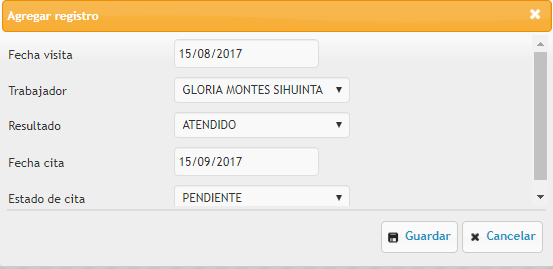 Agregar registro
Fecha visita 15/08/2017
Trabajador GLORIA MONTES SIHUINTA
Resultado ATENDIDO
Fecha cita 15/09/2017
Estado de cita PENDIENTE
Guardar Cancelar